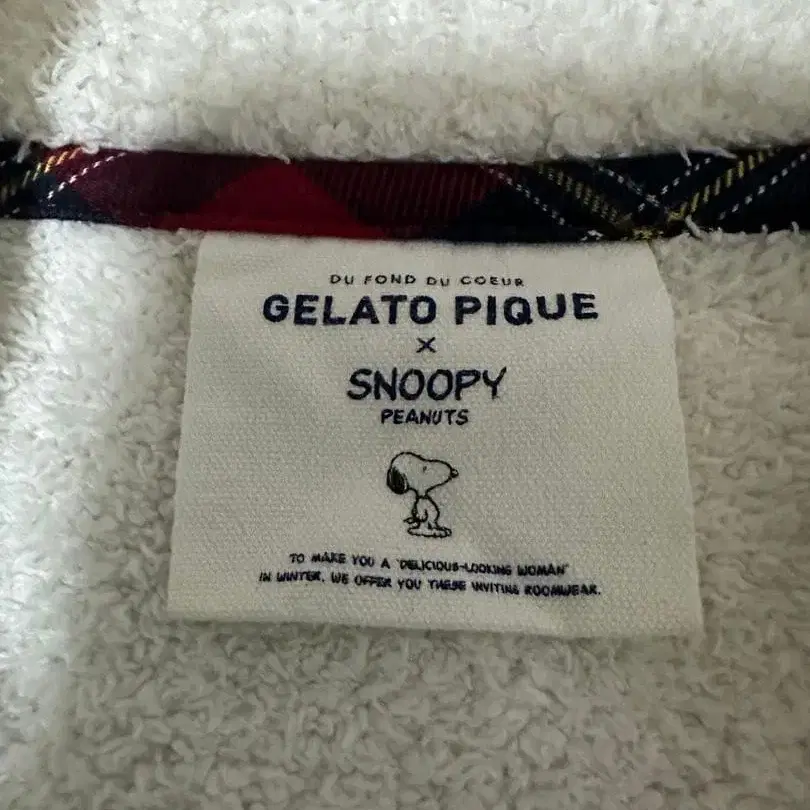 DU FOND DU COEUR
GELATO PIQUE
×
SNOOPY
PEANUTS
TO MAKE YOU A "DELICIOUS-LOOKING WOMAN"
IN WINTER, WE OFFER YOU THESE INVITING ROOMWEAR.